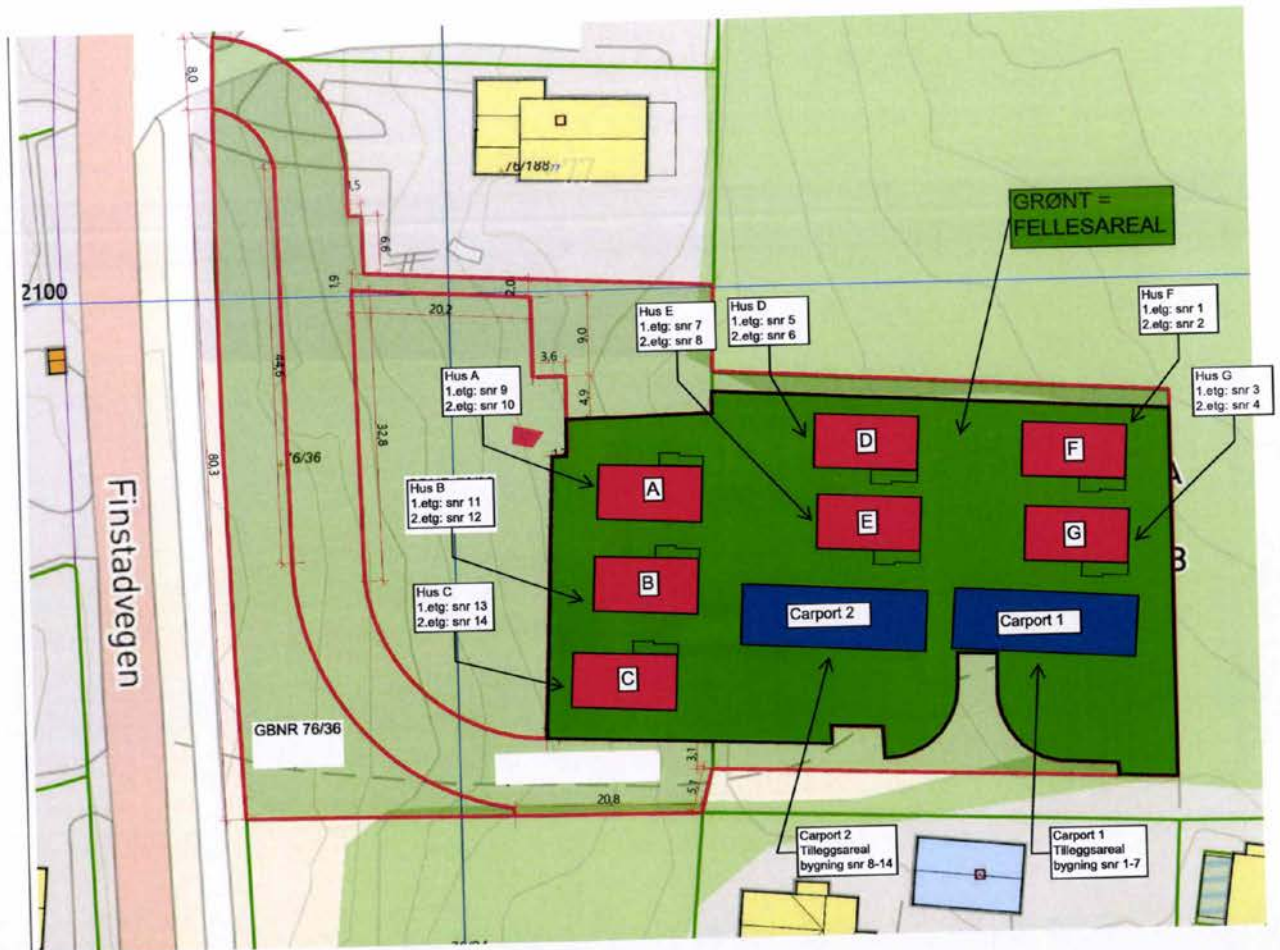 8,0
76/188
77
1,5
6,6
GRØNT =
FELLESAREAL
2100
1,9
2,0
20,2
9,0
3,6
4,9
44,6
32,8
80,3
76/36
Hus E
1.etg: snr 7
2.etg: snr 8
Hus D
1.etg: snr 5
2.etg: snr 6
Hus F
1.etg: snr 1
2.etg: snr 2
Hus A
1.etg: snr 9
2.etg: snr 10
Hus G
1.etg: snr 3
2.etg: snr 4
D
F
A
E
G
B
Hus B
1.etg: snr 11
2.etg: snr 12
A
B
C
Hus C
1.etg: snr 13
2.etg: snr 14
Carport 2
Carport 1
Finstadvegen
GBNR 76/36
3,1
5,7
20,8
Carport 2
Tilleggsareal
bygning snr 8-14
Carport 1
Tilleggsareal
bygning snr 1-7